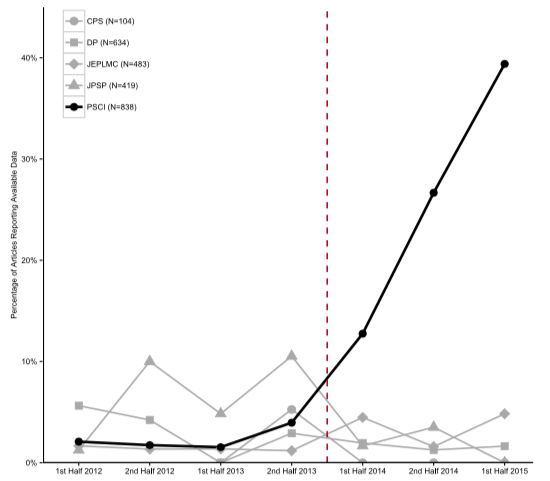 CPS (N=104)
DP (N=634)
JEPLMC (N=483)
JPSP (N=419)
PSCI (N=838)
Percentage of Articles Reporting Available Data
40%
30%
20%
10%
0%
1st Half 2012 2nd Half 2012 1st Half 2013 2nd Half 2013 1st Half 2014 2nd Half 2014 1st Half 2015